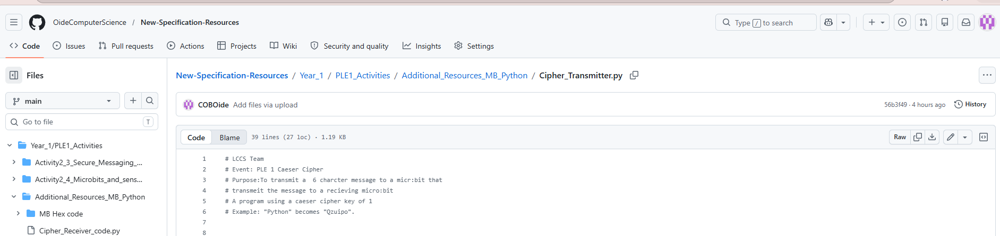 OideComputerScience / New-Specification-Resources
Type / to search
Code Issues Pull requests Actions Projects Wiki Security and quality Insights Settings
Files
main
Go to file T
Year_1/PLE1_Activities
Activity2_3_Secure_Messaging_...
Activity2_4_Microbits_and_sens...
Additional_Resources_MB_Python
MB Hex code
Cipher_Receiver_code.py
New-Specification-Resources / Year_1 / PLE1_Activities / Additional_Resources_MB_Python / Cipher_Transmitter.py
COBOide Add files via upload 56b3f49 · 4 hours ago History
Code Blame 39 lines (27 loc) · 1.19 KB Raw
1 # LCCS Team
2 # Event: PLE 1 Caeser Cipher
3 # Purpose:To transmit a  6 charcter message to a micr:bit that
4 # transmeit the message to a recieving micro:bit
5 # A program using a caeser cipher key of 1
6 # Example: "Python" becomes "Qzuipo".
7
8